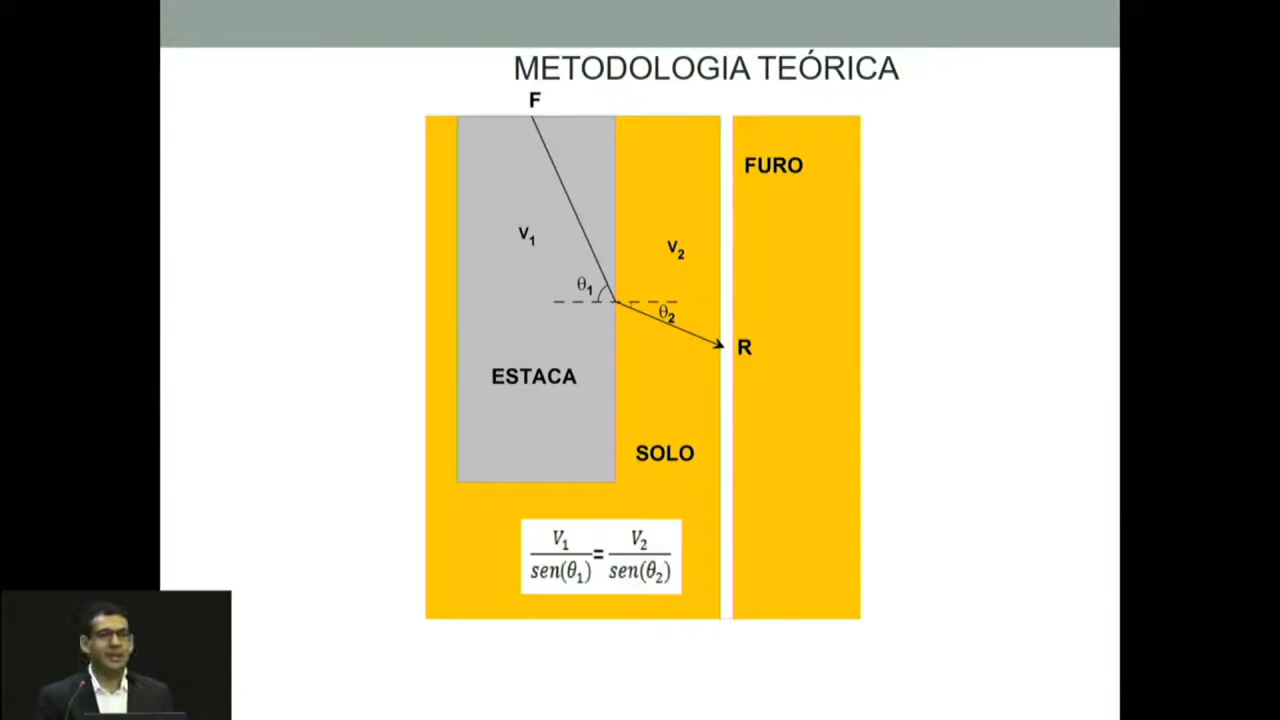 METODOLOGIA TEÓRICA
F
FURO
V1
V2
θ1
θ2
R
ESTACA
SOLO
V1 / sen(θ1) = V2 / sen(θ2)